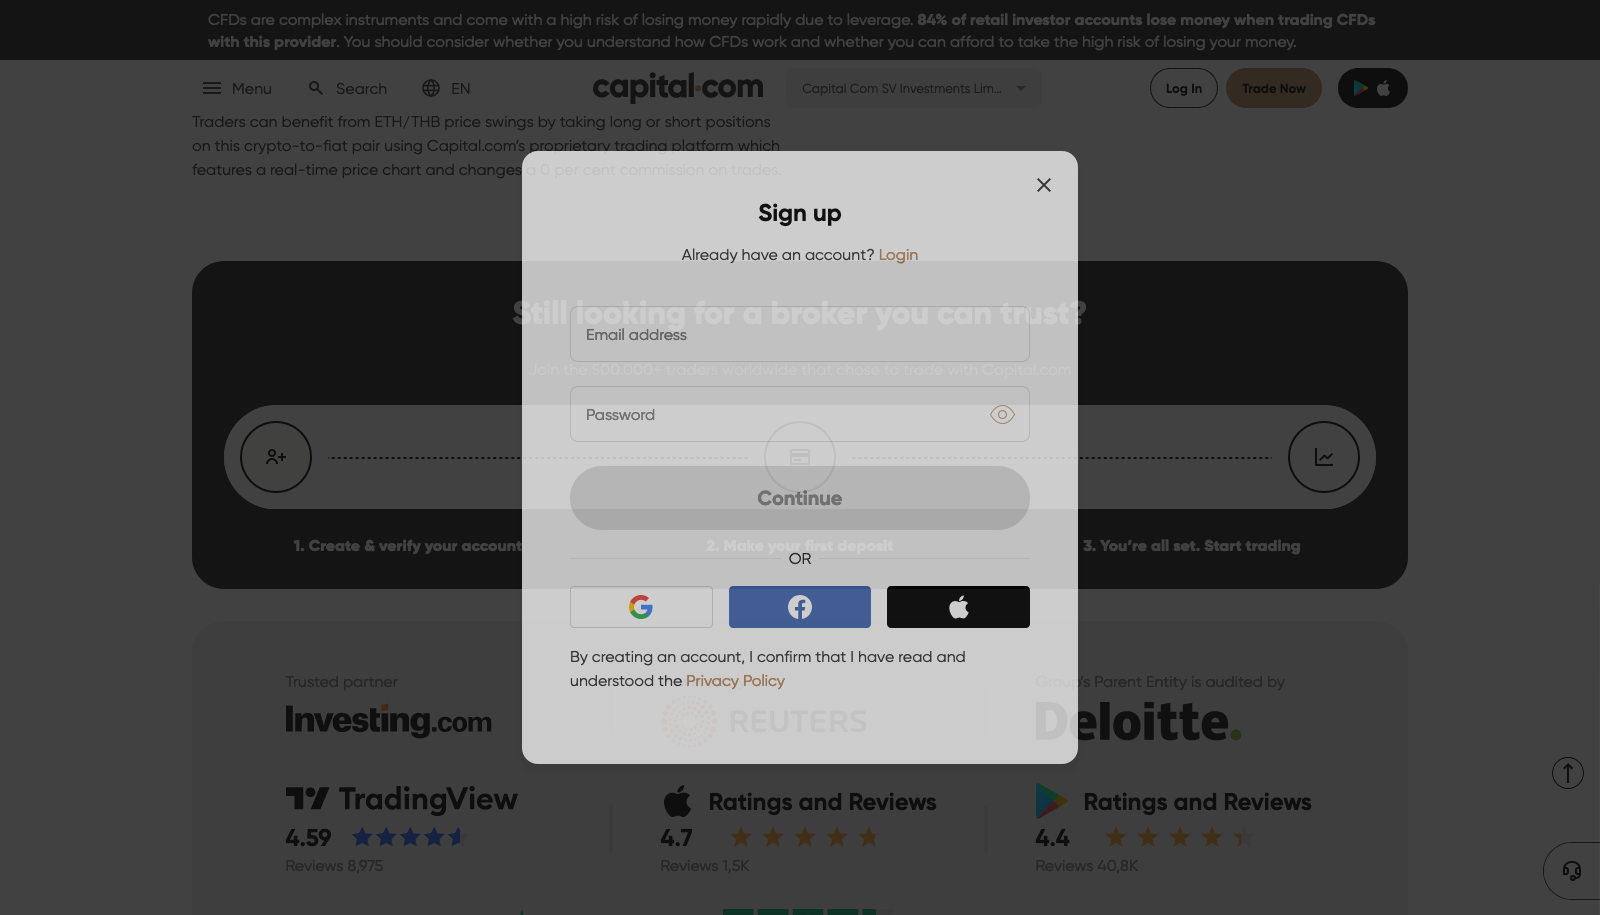 CFDs are complex instruments and come with a high risk of losing money rapidly due to leverage. 84% of retail investor accounts lose money when trading CFDs
with this provider. You should consider whether you understand how CFDs work and whether you can afford to take the high risk of losing your money.
Menu
Search
EN
capital.com
Capital Com SV Investments Lim...
Log In
Trade Now
Traders can benefit from ETH/THB price swings by taking long or short positions
on this crypto-to-fiat pair using Capital.com's proprietary trading platform which
features a real-time price chart and changes a 0 per cent commission on trades.
Sign up
Already have an account? Login
Still looking for a broker you can trust?
Email address
Join the 500.000+ traders worldwide that chose to trade with Capital.com
Password
Continue
1. Create & verify your account
2. Make your first deposit
3. You're all set. Start trading
OR
By creating an account, I confirm that I have read and
understood the Privacy Policy
Trusted partner
Investing.com
REUTERS
Group's Parent Entity is audited by
Deloitte.
TradingView
4.59
Reviews 8,975
Ratings and Reviews
4.7
Reviews 1,5K
Ratings and Reviews
4.4
Reviews 40,8K